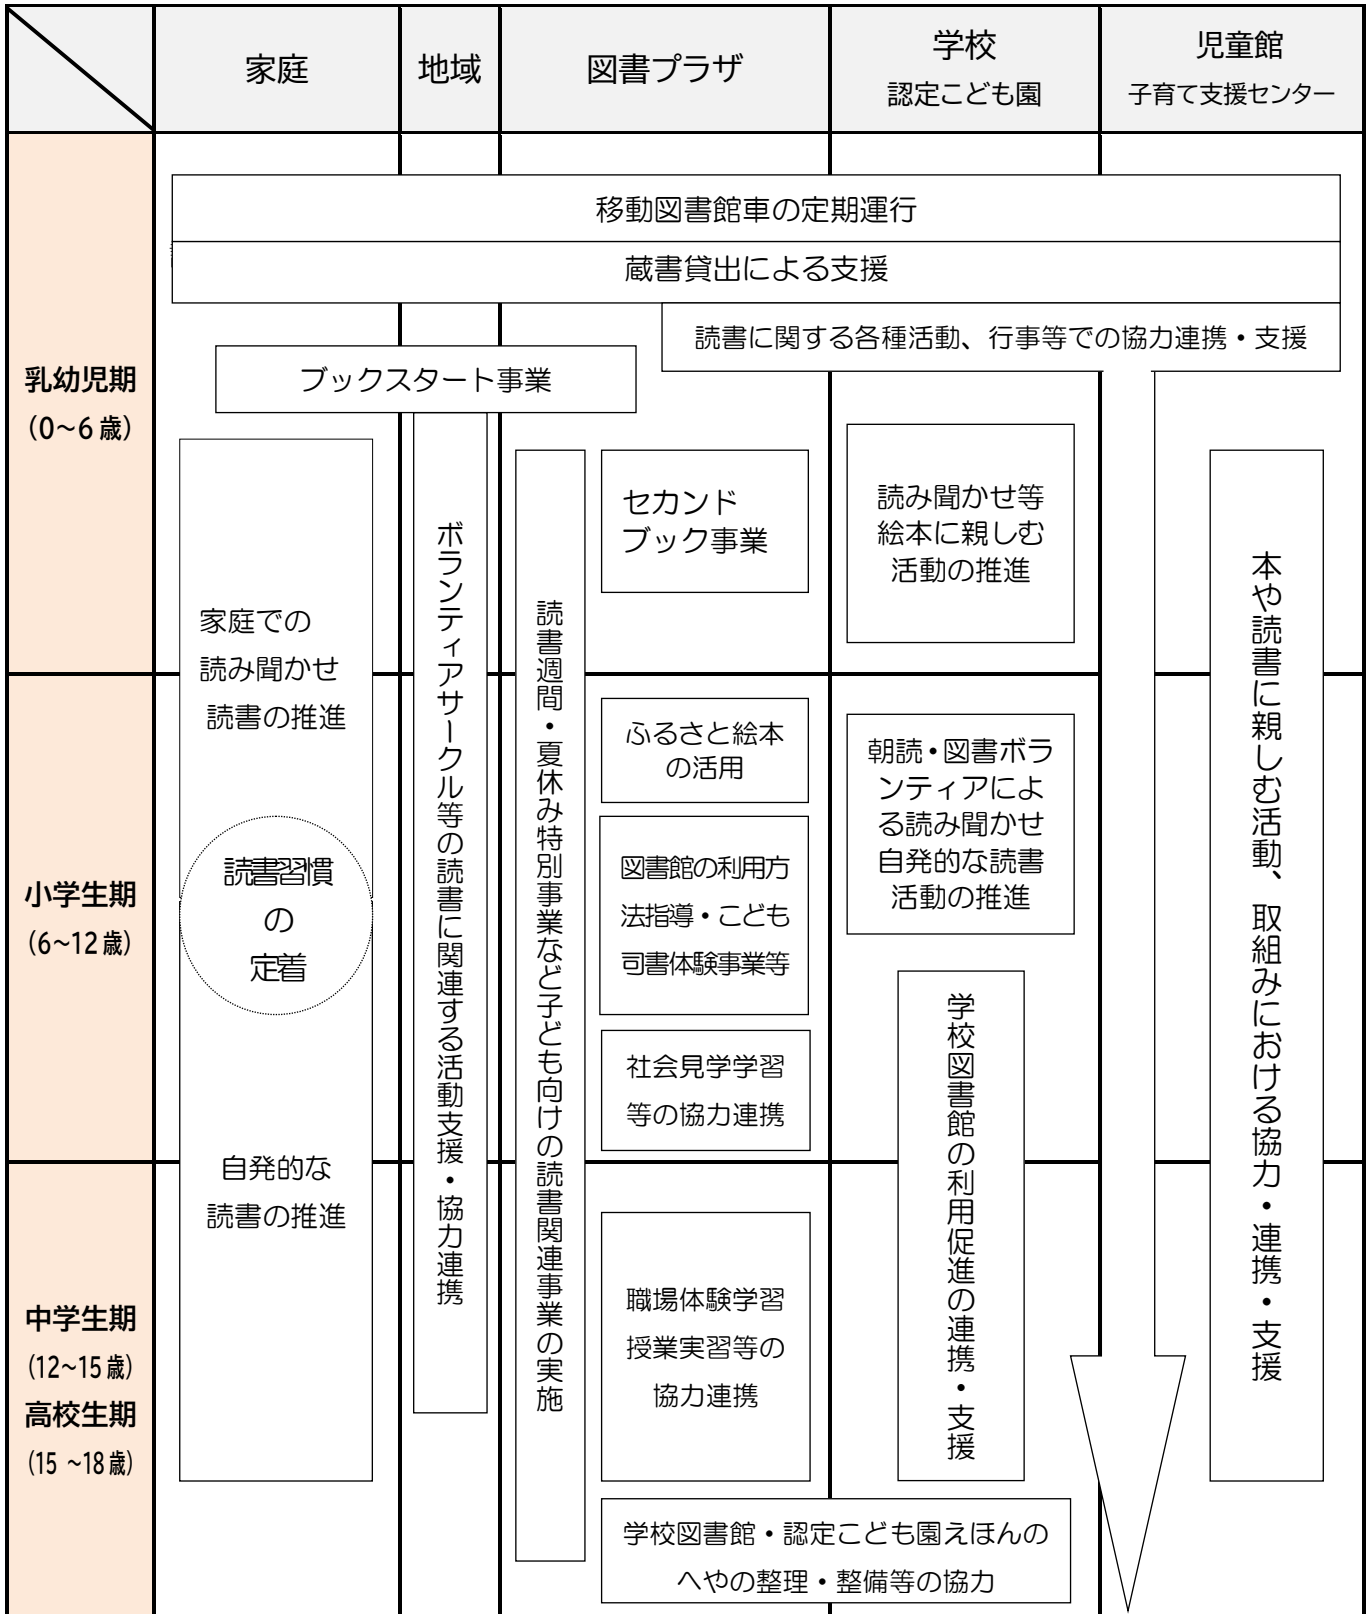 家庭
地域
図書プラザ
学校
認定こども園
児童館
子育て支援センター
移動図書館車の定期運行
蔵書貸出による支援
読書に関する各種活動、行事等での協力連携・支援
ブックスタート事業
乳幼児期
(0～6歳)
家庭での
読み聞かせ
読書の推進
ボランティアサークル等の読書に関連する活動支援・協力連携
読書週間・夏休み特別事業など子ども向けの読書関連事業の実施
セカンド
ブック事業
読み聞かせ等
絵本に親しむ
活動の推進
本や読書に親しむ活動、取組みにおける協力・連携・支援
小学生期
(6~12歳)
読書習慣
の
定着
ふるさと絵本
の活用
図書館の利用方
法指導・こども
司書体験事業等
社会見学学習
等の協力連携
朝読・図書ボラ
ンティアによ
る読み聞かせ
自発的な読書
活動の推進
学校図書館の利用促進の連携・支援
中学生期
(12~15歳)
高校生期
(15 ~18歳)
自発的な
読書の推進
職場体験学習
授業実習等の
協力連携
学校図書館・認定こども園えほんの
へやの整理・整備等の協力